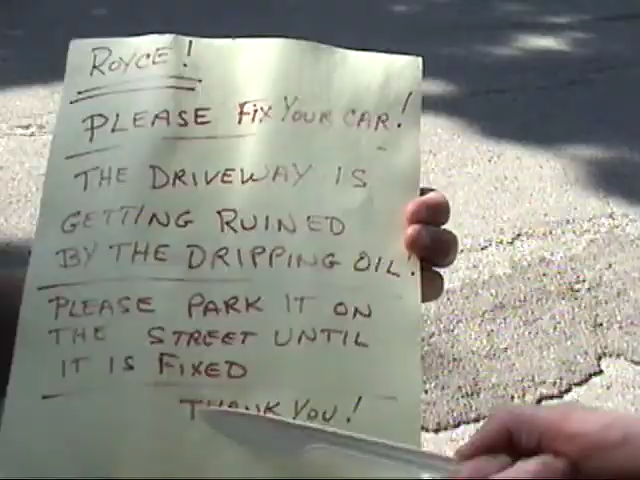 ROYCE!
PLEASE FIX YOUR CAR!
THE DRIVEWAY IS
GETTING RUINED
BY THE DRIPPING OIL!
PLEASE PARK IT ON
THE STREET UNTIL
IT IS FIXED
THANK YOU!